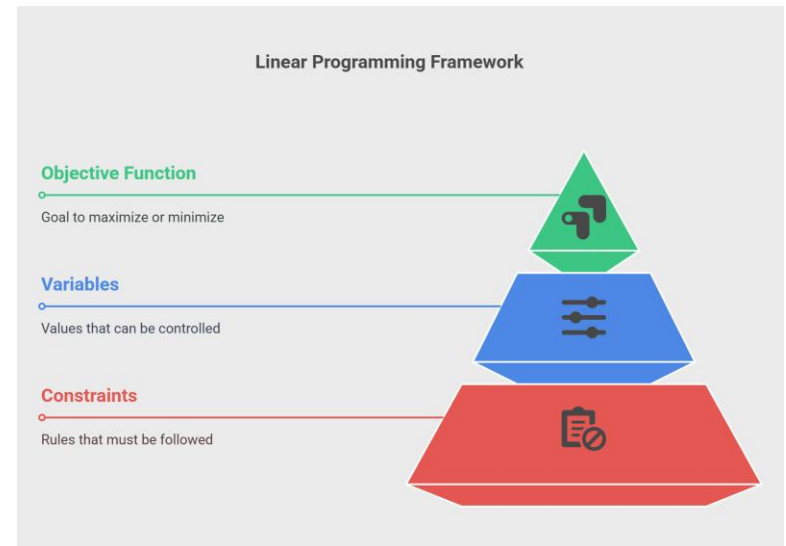 Linear Programming Framework
Objective Function
Goal to maximize or minimize
Variables
Values that can be controlled
Constraints
Rules that must be followed